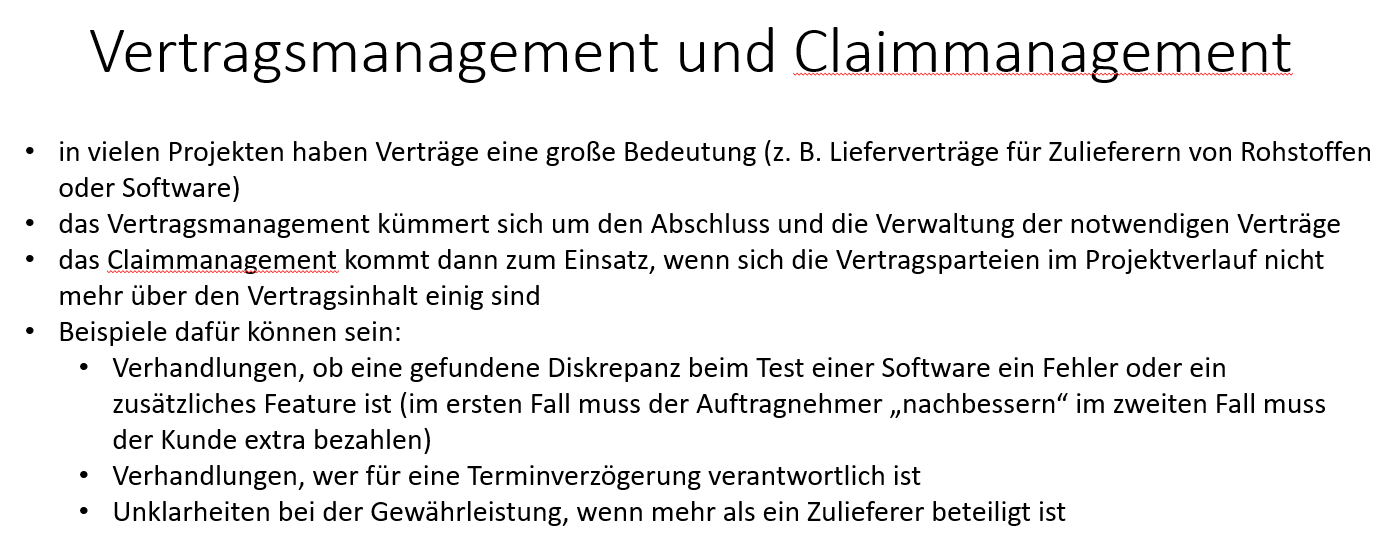 Vertragsmanagement und Claimmanagement
• in vielen Projekten haben Verträge eine große Bedeutung (z. B. Lieferverträge für Zulieferern von Rohstoffen
oder Software)
• das Vertragsmanagement kümmert sich um den Abschluss und die Verwaltung der notwendigen Verträge
• das Claimmanagement kommt dann zum Einsatz, wenn sich die Vertragsparteien im Projektverlauf nicht
mehr über den Vertragsinhalt einig sind
• Beispiele dafür können sein:
• Verhandlungen, ob eine gefundene Diskrepanz beim Test einer Software ein Fehler oder ein
zusätzliches Feature ist (im ersten Fall muss der Auftragnehmer „nachbessern“ im zweiten Fall muss
der Kunde extra bezahlen)
• Verhandlungen, wer für eine Terminverzögerung verantwortlich ist
• Unklarheiten bei der Gewährleistung, wenn mehr als ein Zulieferer beteiligt ist